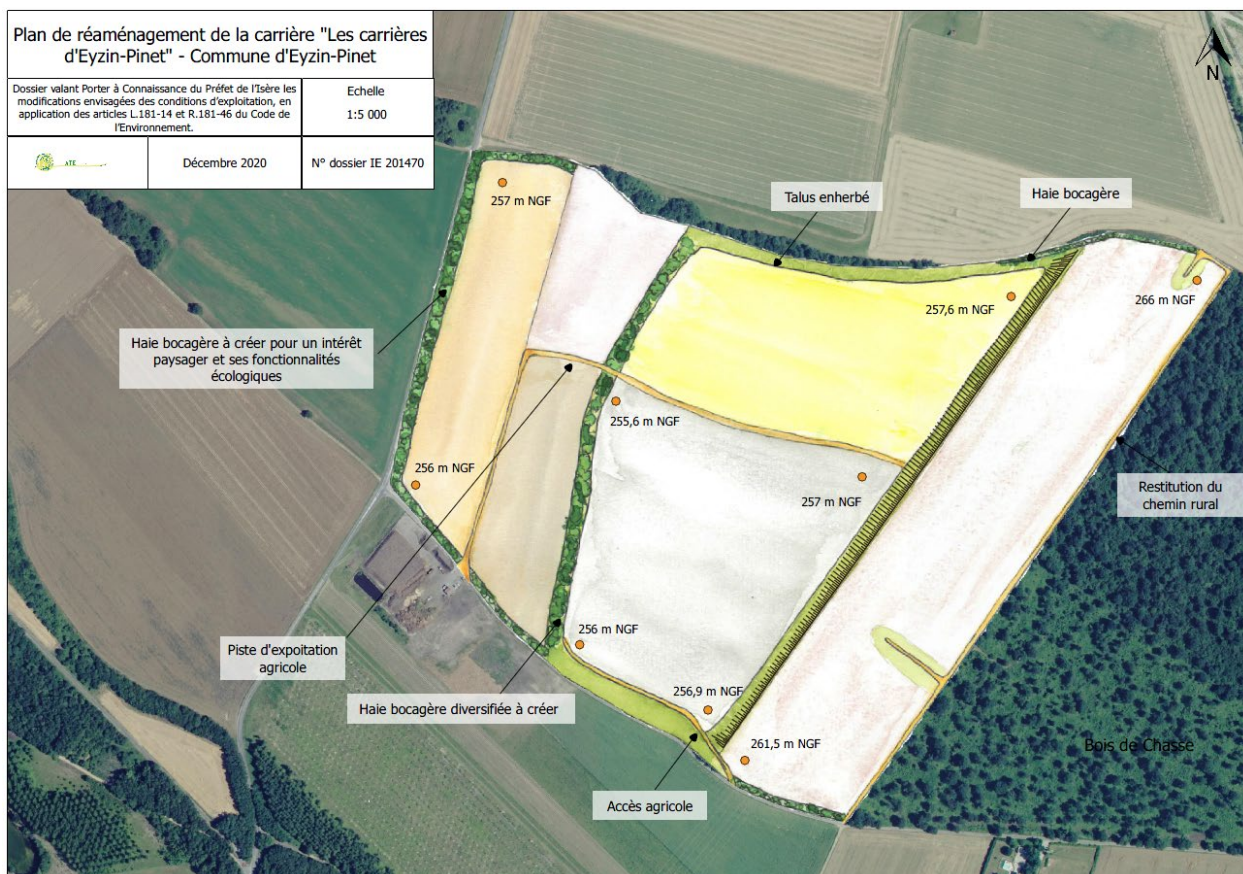 Plan de réaménagement de la carrière "Les carrières
d'Eyzin-Pinet" - Commune d'Eyzin-Pinet
Dossier valant Porter à Connaissance du Préfet de l'Isère les
modifications envisagées des conditions d'exploitation, en
application des articles L.181-14 et R.181-46 du Code de
l'Environnement.
Echelle
1:5 000
ATE
Décembre 2020
N° dossier IE 201470
N
257 m NGF
Talus enherbé
Haie bocagère
257,6 m NGF
266 m NGF
Haie bocagère à créer pour un intérêt
paysager et ses fonctionnalités
écologiques
255,6 m NGF
256 m NGF
257 m NGF
Restitution du
chemin rural
Piste d'expoitation
agricole
256 m NGF
Haie bocagère diversifiée à créer
256,9 m NGF
261,5 m NGF
Bois de Chasse
Accès agricole